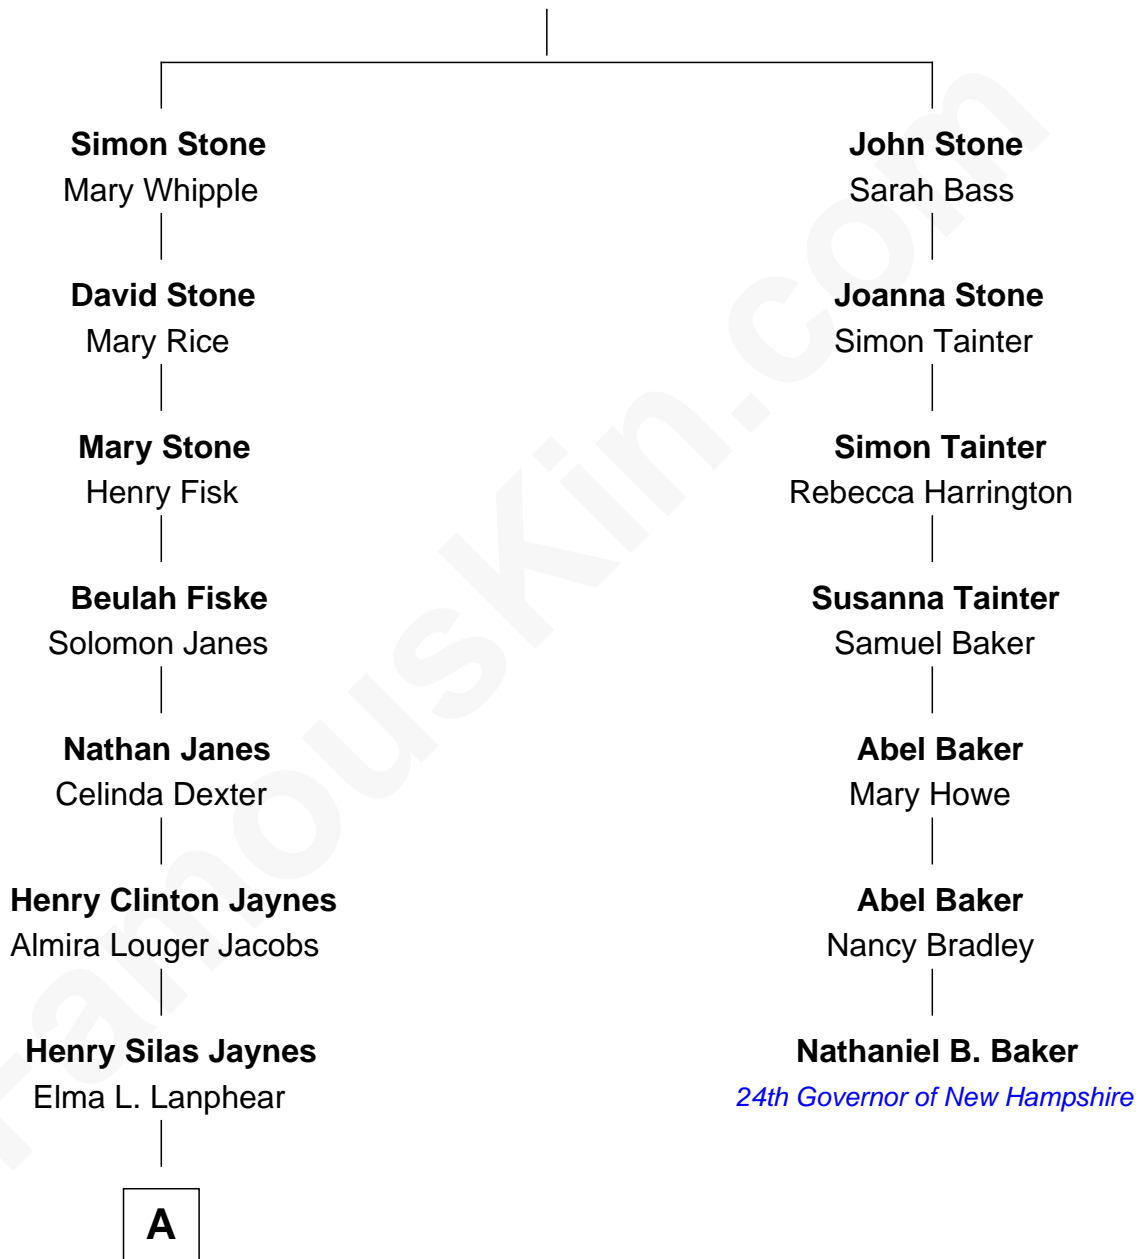 Simon Stone
Mary Whipple
David Stone
Mary Rice
Mary Stone
Henry Fisk
Beulah Fiske
Solomon Janes
Nathan Janes
Celinda Dexter
Henry Clinton Jaynes
Almira Louger Jacobs
Henry Silas Jaynes
Elma L. Lanphear
A
John Stone
Sarah Bass
Joanna Stone
Simon Tainter
Simon Tainter
Rebecca Harrington
Susanna Tainter
Samuel Baker
Abel Baker
Mary Howe
Abel Baker
Nancy Bradley
Nathaniel B. Baker
24th Governor of New Hampshire
FamousKin.com